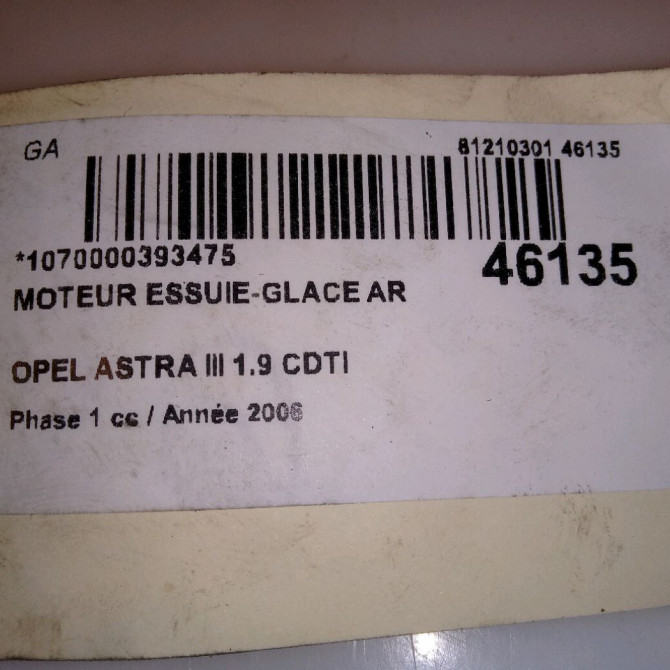 GA
81210301 46135
*1070000393475
46135
MOTEUR ESSUIE-GLACE AR
OPEL ASTRA III 1.9 CDTI
Phase 1 cc / Année 2006